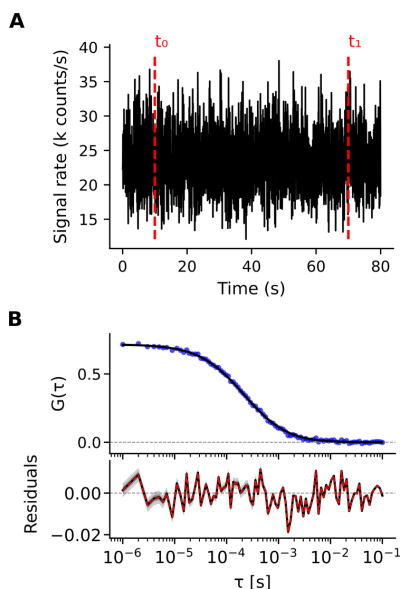 A
t₀ t₁
40
35
30
25
20
15
Signal rate (k counts/s)
0 20 40 60 80
Time (s)
B
0.5
0.0
G(τ)
0.00
−0.02
Residuals
10⁻⁶ 10⁻⁵ 10⁻⁴ 10⁻³ 10⁻² 10⁻¹
τ [s]